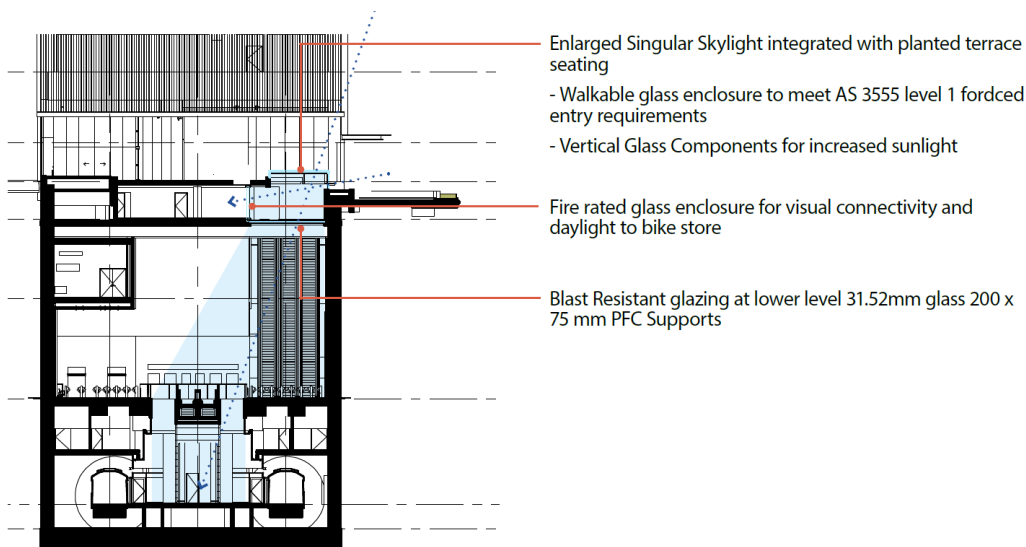 Enlarged Singular Skylight integrated with planted terrace
seating
- Walkable glass enclosure to meet AS 3555 level 1 fordced
entry requirements
- Vertical Glass Components for increased sunlight
Fire rated glass enclosure for visual connectivity and
daylight to bike store
Blast Resistant glazing at lower level 31.52mm glass 200 x
75 mm PFC Supports